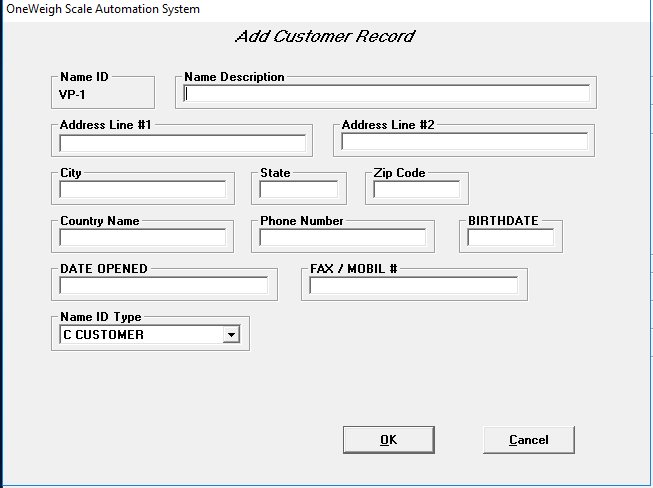 OneWeigh Scale Automation System
Add Customer Record
Name ID
VP-1
Name Description
Address Line #1
Address Line #2
City
State
Zip Code
Country Name
Phone Number
BIRTHDATE
DATE OPENED
FAX / MOBIL #
Name ID Type
C CUSTOMER
OK
Cancel